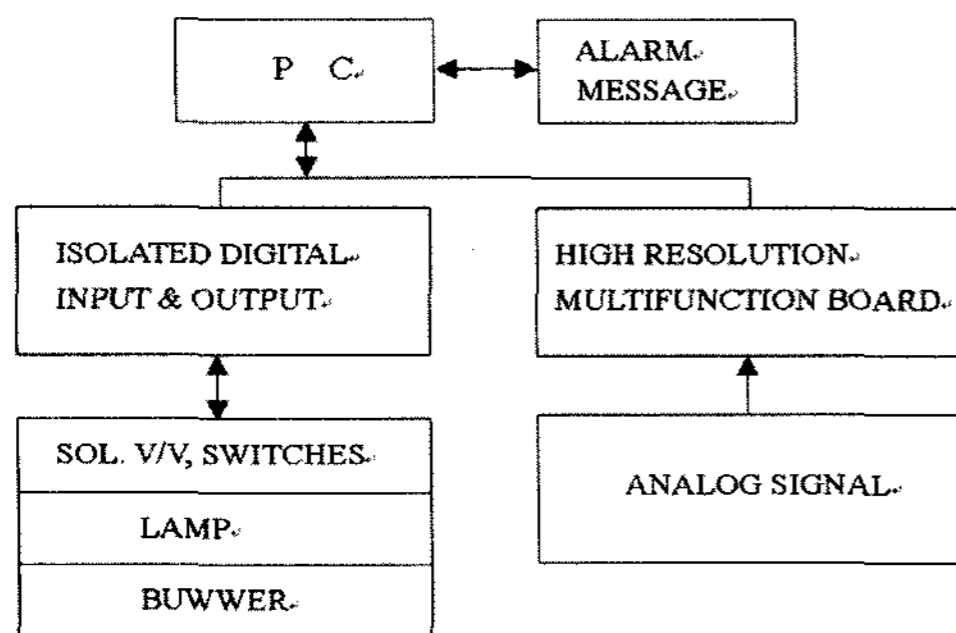 P C
ALARM
MESSAGE
ISOLATED DIGITAL
INPUT & OUTPUT
HIGH RESOLUTION
MULTIFUNCTION BOARD
SOL. V/V, SWITCHES
LAMP
BUWWER
ANALOG SIGNAL